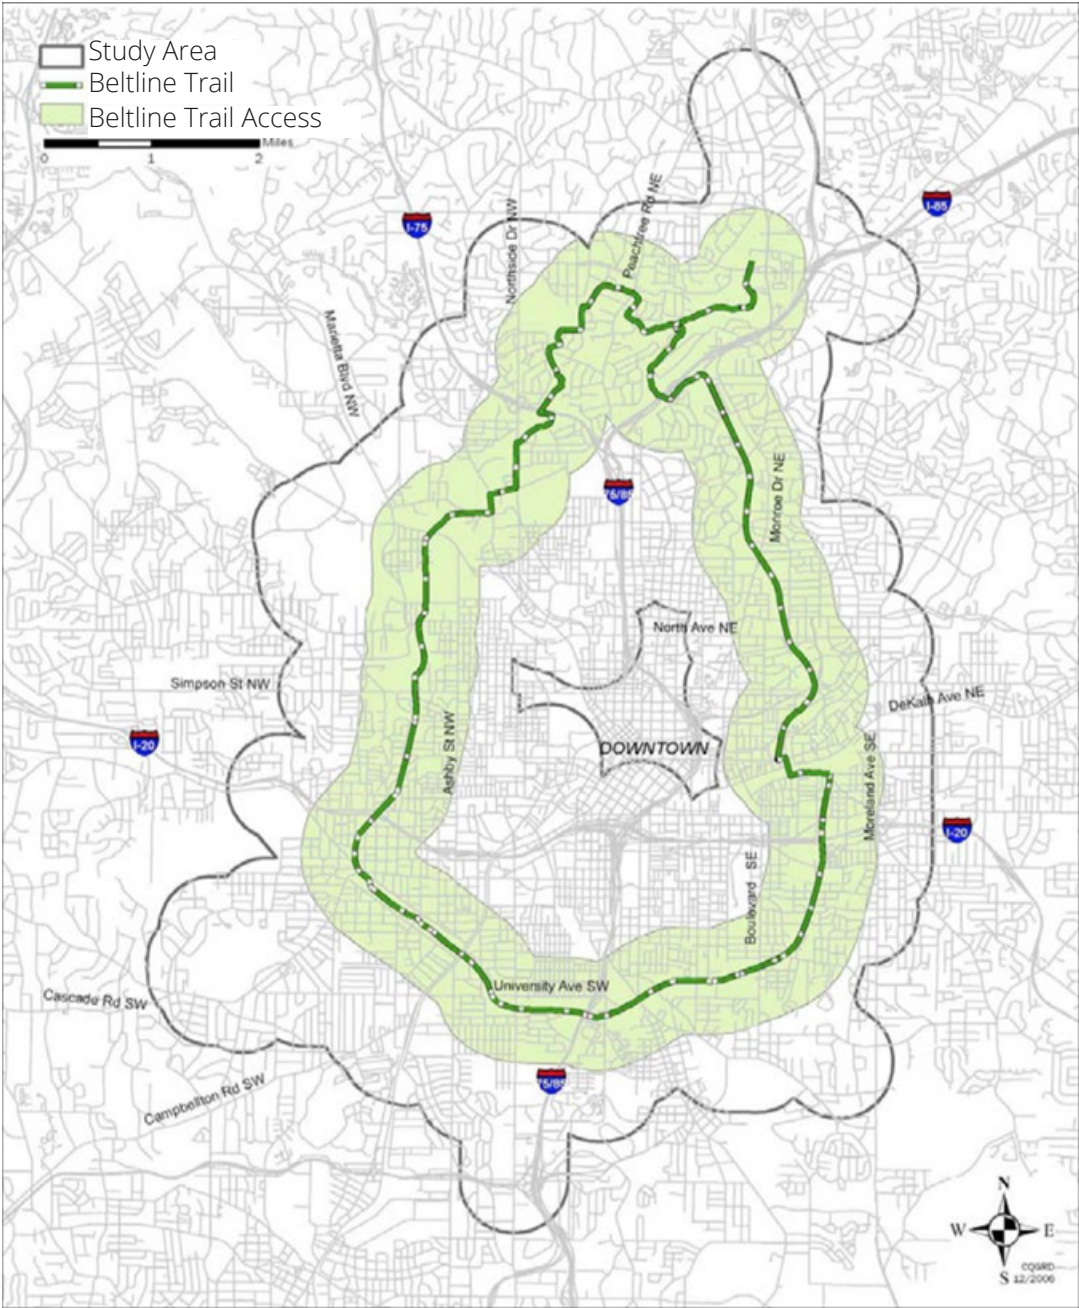 Study Area
Beltline Trail
Beltline Trail Access
Miles
0 1 2
Peachtree Rd NE
Northside Dr NW
I-85
I-75
Marietta Blvd NW
Monroe Dr NE
75/85
North Ave NE
Simpson St NW
DeKalb Ave NE
Ashby St NW
DOWNTOWN
I-20
Moreland Ave SE
I-20
Boulevard SE
University Ave SW
Cascade Rd SW
75/85
Campbellton Rd SW
N
W E
S
CQGRD
12/2006